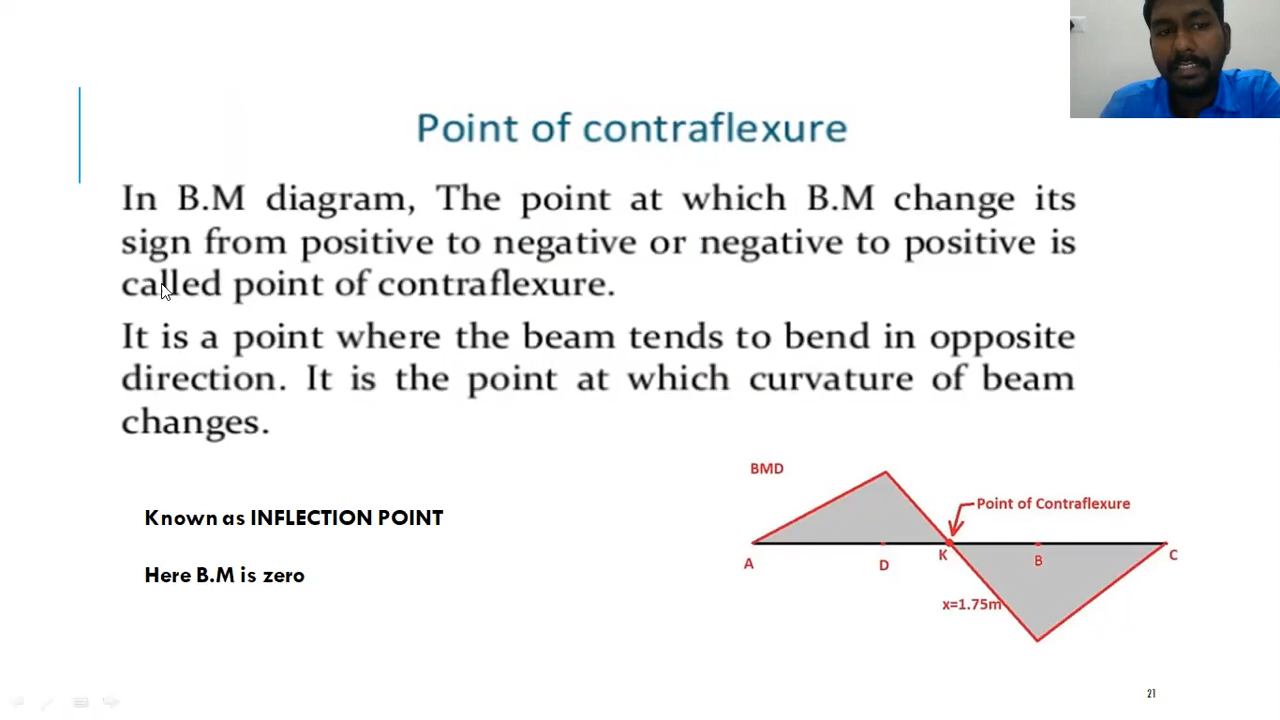 Point of contraflexure
In B.M diagram, The point at which B.M change its
sign from positive to negative or negative to positive is
called point of contraflexure.
It is a point where the beam tends to bend in opposite
direction. It is the point at which curvature of beam
changes.
Known as INFLECTION POINT
Here B.M is zero
BMD
Point of Contraflexure
A
D
K
B
C
x=1.75m
21